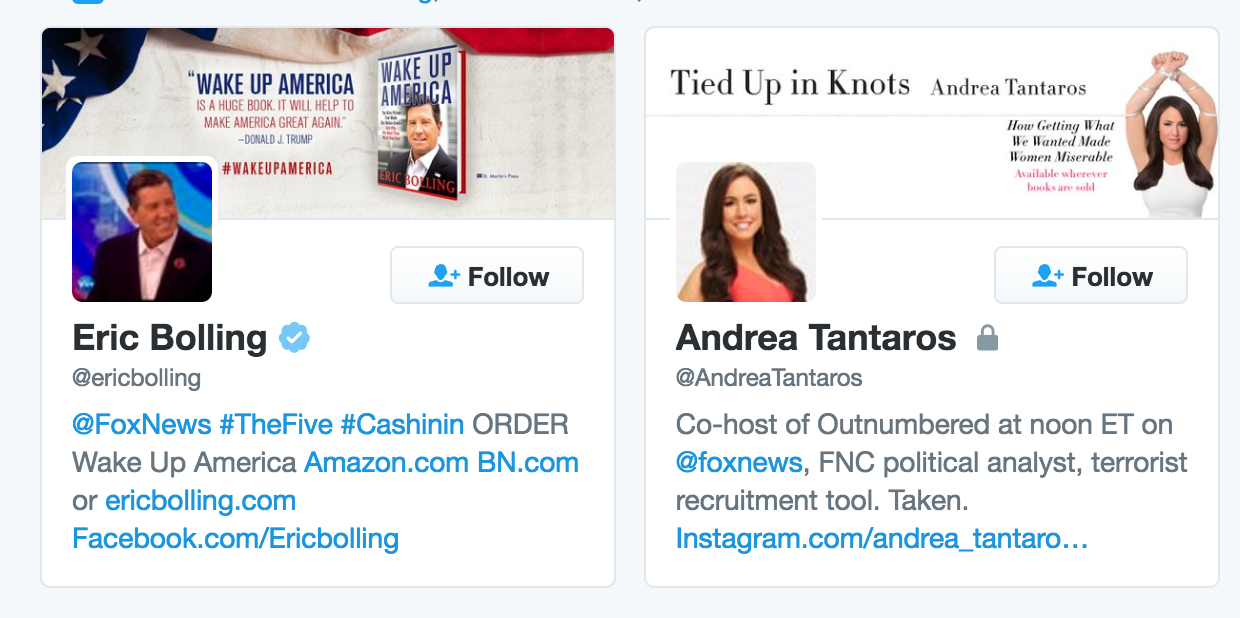 “WAKE UP AMERICA
IS A HUGE BOOK. IT WILL HELP TO
MAKE AMERICA GREAT AGAIN.”
–DONALD J. TRUMP
#WAKEUPAMERICA
WAKE UP
AMERICA
ERIC BOLLING
St. Martin's Press
Follow
Eric Bolling
@ericbolling
@FoxNews #TheFive #Cashinin ORDER
Wake Up America Amazon.com BN.com
or ericbolling.com
Facebook.com/Ericbolling
Tied Up in Knots Andrea Tantaros
How Getting What
We Wanted Made
Women Miserable
Available wherever
books are sold
Follow
Andrea Tantaros
@AndreaTantaros
Co-host of Outnumbered at noon ET on
@foxnews, FNC political analyst, terrorist
recruitment tool. Taken.
Instagram.com/andrea_tantaro…